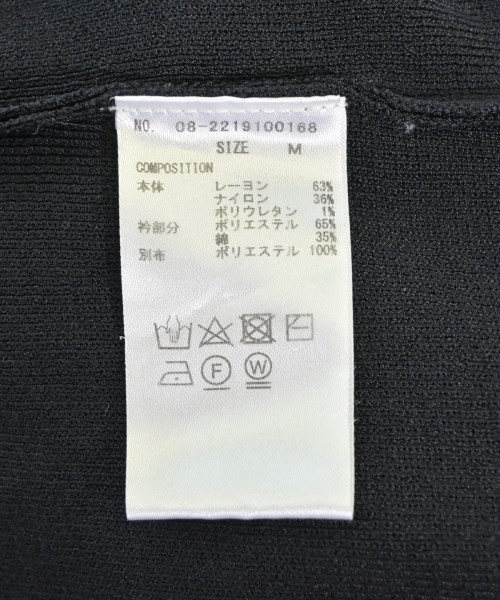 NO. 08-2219100168
SIZE M
COMPOSITION
本体 レーヨン 63%
ナイロン 36%
ポリウレタン 1%
衿部分 ポリエステル 65%
綿 35%
別布 ポリエステル 100%
F W